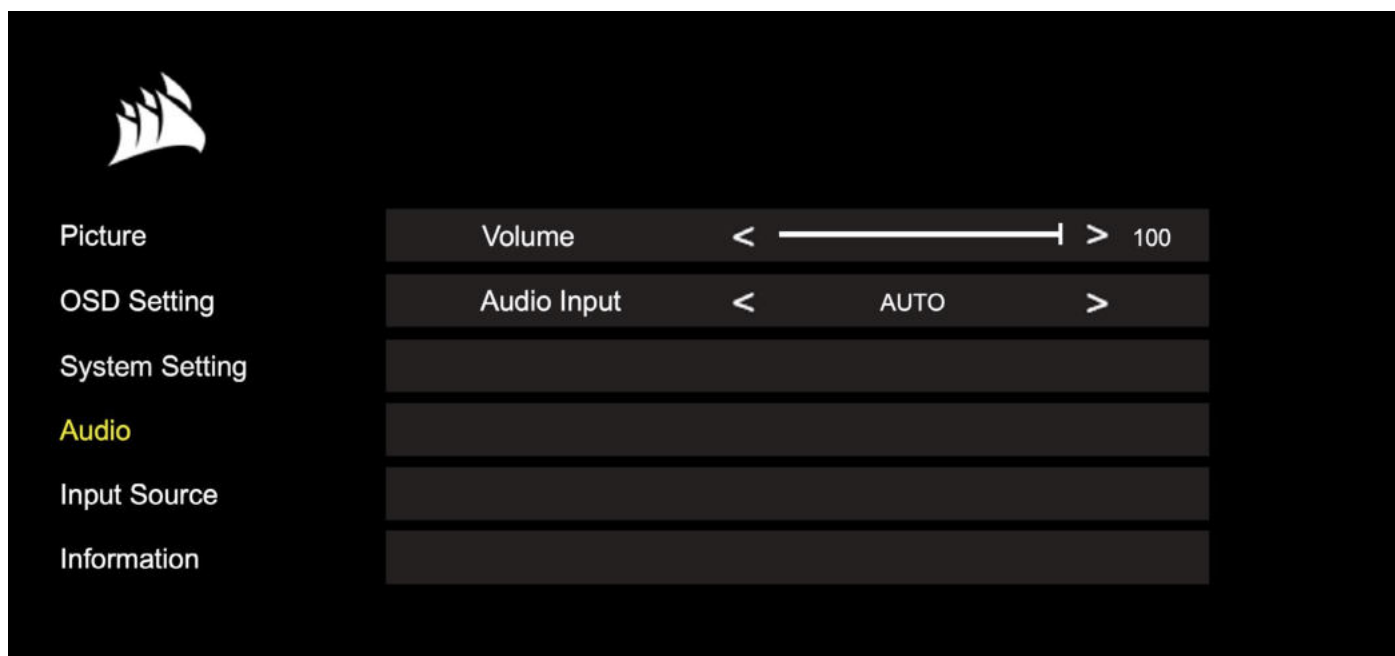 Picture
Volume < > 100
OSD Setting
Audio Input < AUTO >
System Setting
Audio
Input Source
Information